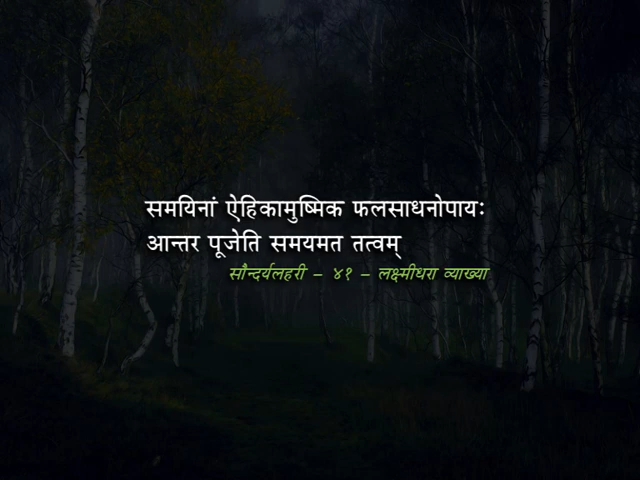 समयिनां ऐहिकामुष्मिक फलसाधनोपायः
आन्तर पूजेति समयमत तत्वम्
सौन्दर्यलहरी – ४१ – लक्ष्मीधरा व्याख्या